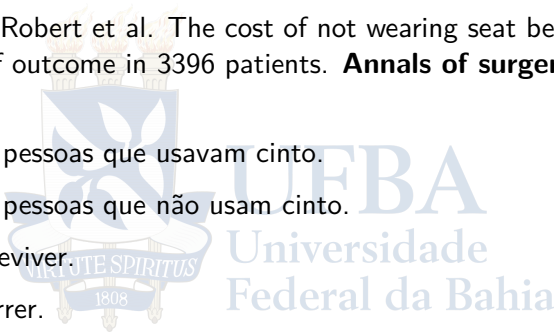 Robert et al. The cost of not wearing seat be
f outcome in 3396 patients. Annals of surger
pessoas que usavam cinto.
pessoas que não usam cinto.
eviver.
rrer.
UFBA
Universidade
Federal da Bahia
VIRTUTE SPIRITUS
1808